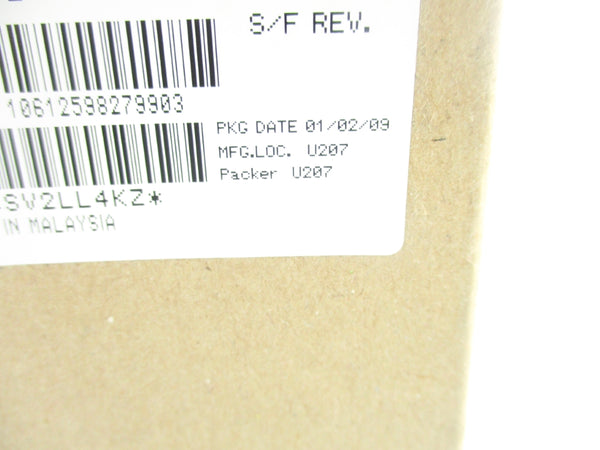 S/F REV.
10612598279903
PKG DATE 01/02/09
MFG.LOC. U207
Packer U207
SV2LL4KZ*
IN MALAYSIA